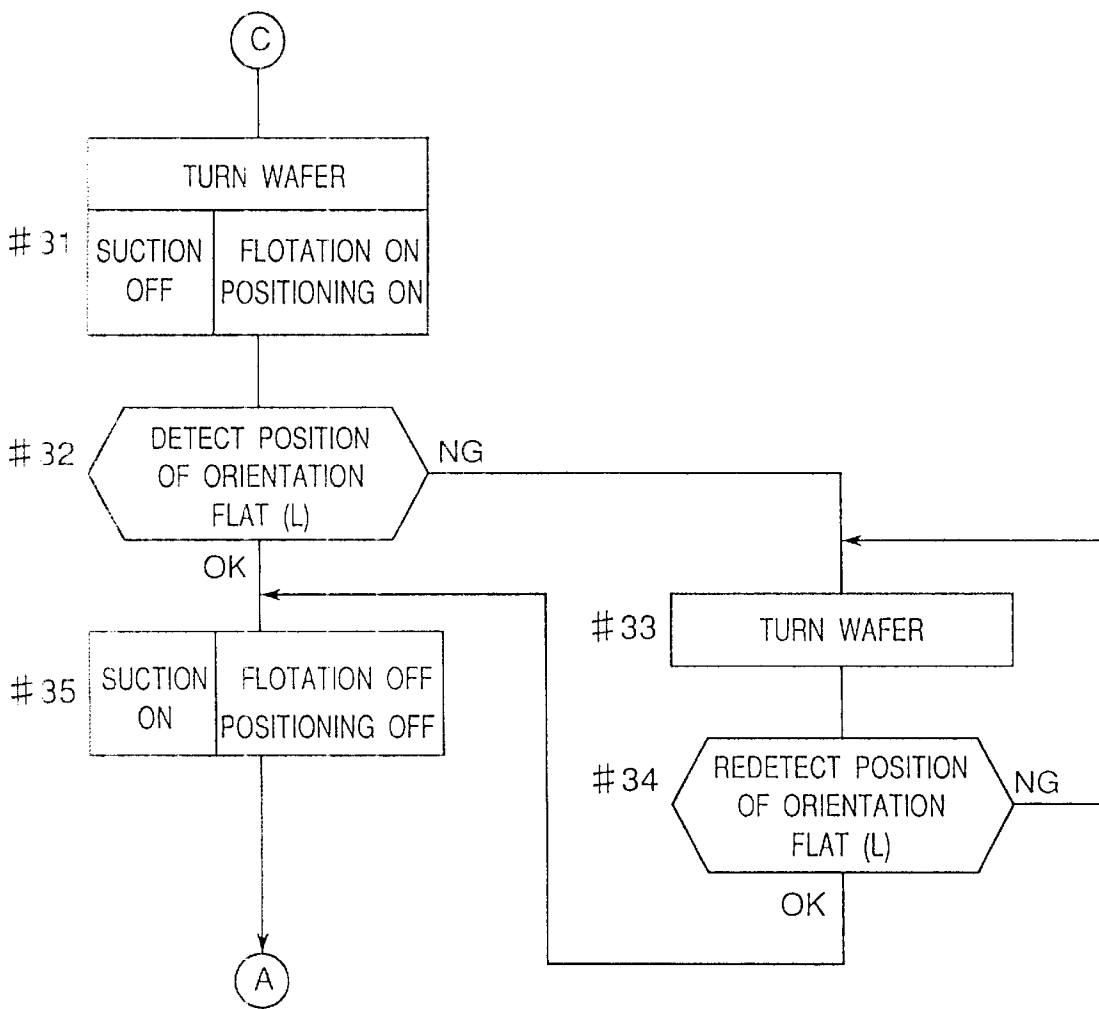 C
TURN WAFER
#31
SUCTION
OFF
FLOTATION ON
POSITIONING ON
#32
DETECT POSITION
OF ORIENTATION
FLAT (L)
NG
OK
#33
TURN WAFER
#35
SUCTION
ON
FLOTATION OFF
POSITIONING OFF
#34
REDETECT POSITION
OF ORIENTATION
FLAT (L)
NG
OK
A